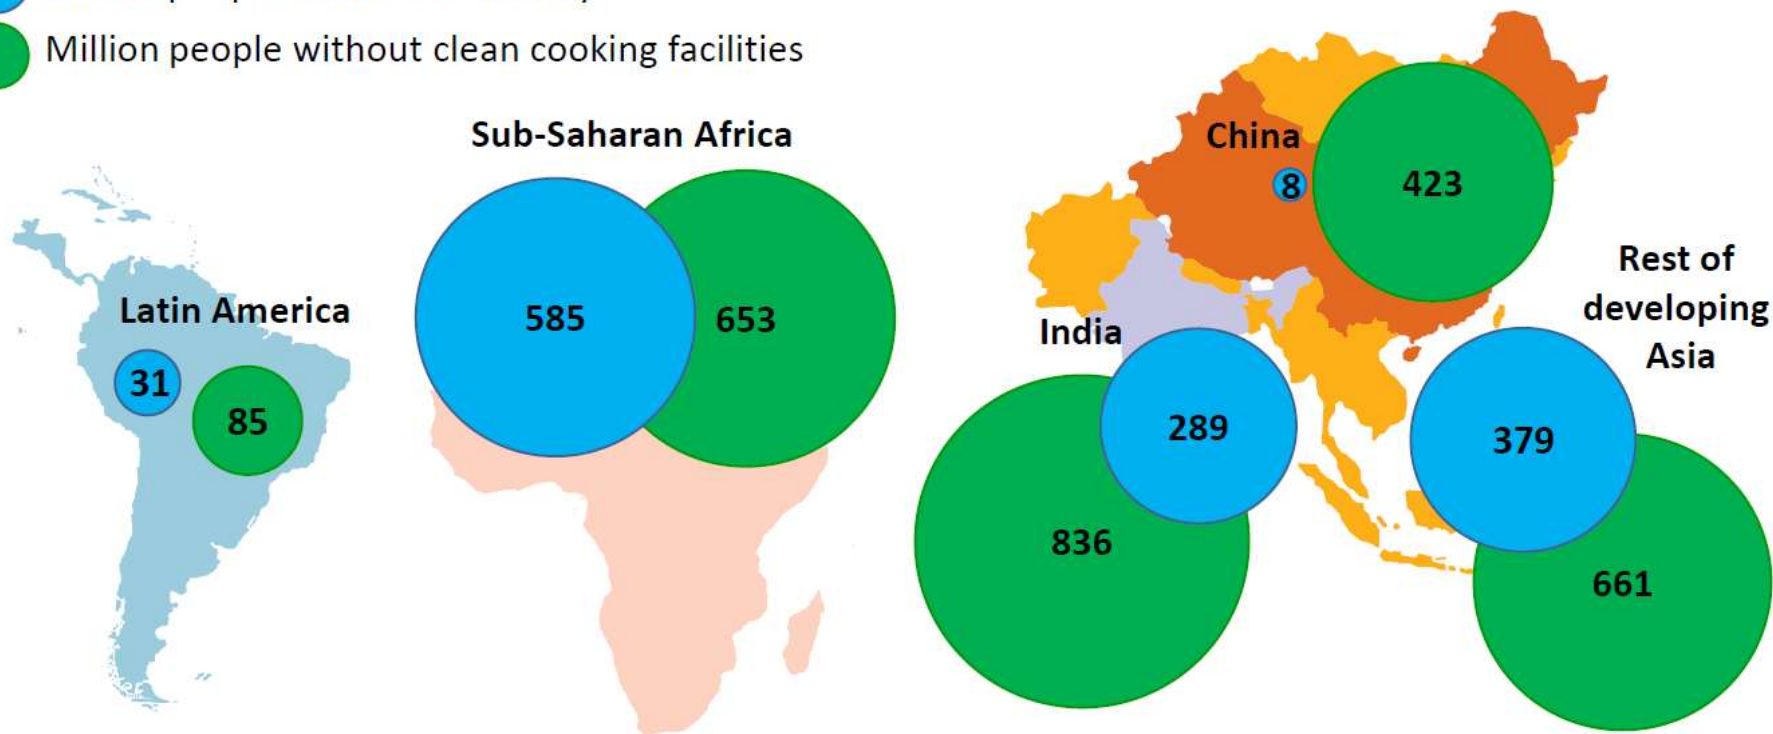 Million people without clean cooking facilities
Sub-Saharan Africa
China
8
423
Rest of
developing
Asia
Latin America
India
585
653
31
85
289
379
836
661